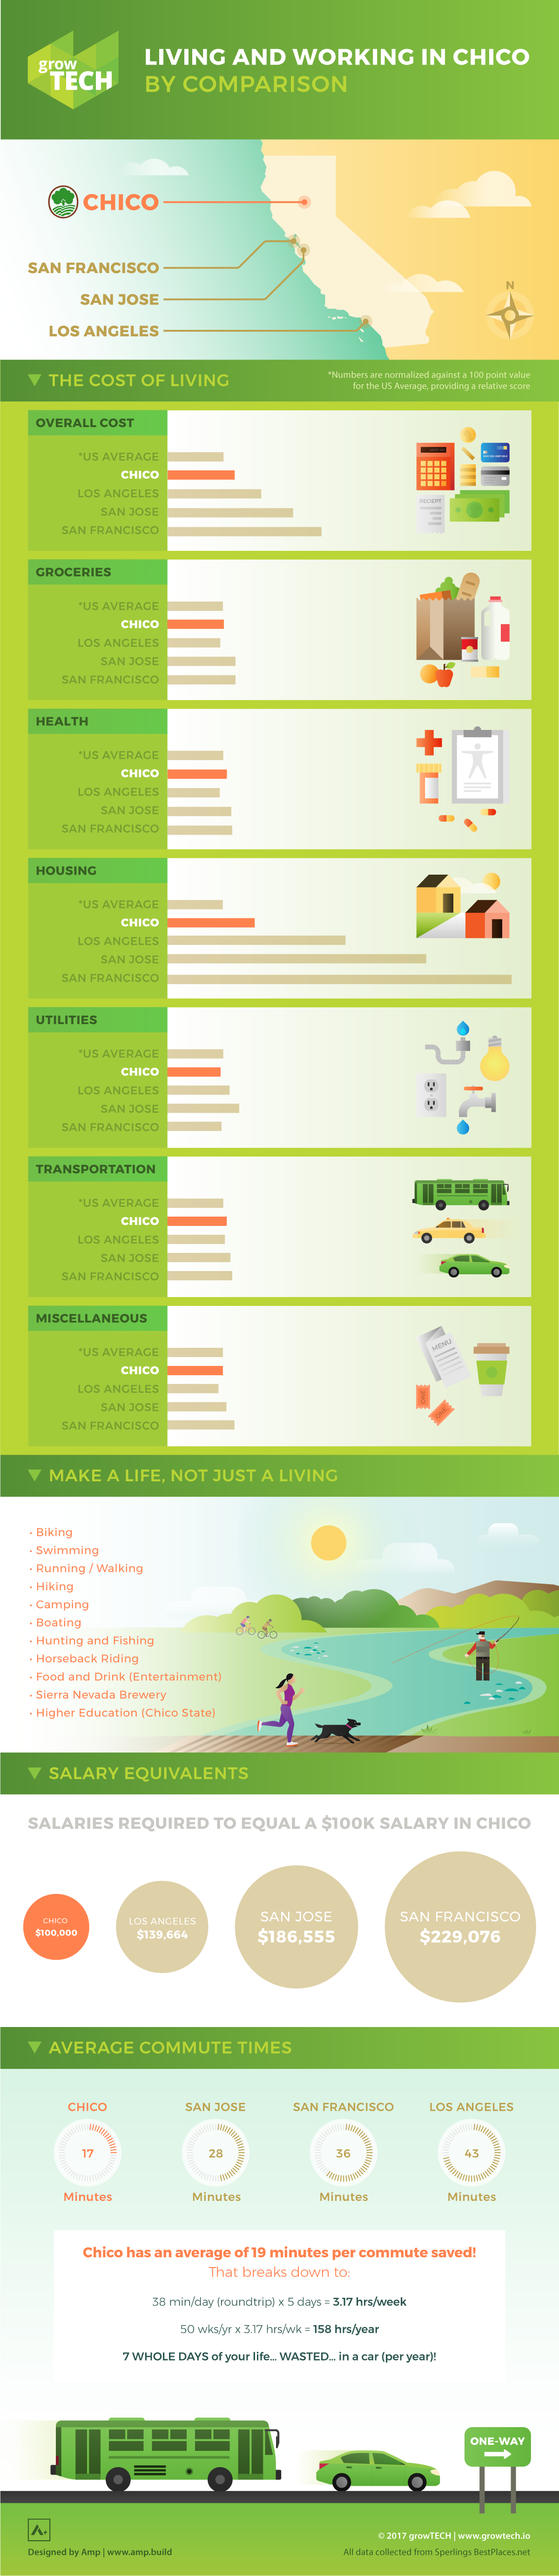 grow
TECH
LIVING AND WORKING IN CHICO
BY COMPARISON
CHICO
SAN FRANCISCO
SAN JOSE
LOS ANGELES
N
THE COST OF LIVING
*Numbers are normalized against a 100 point value
for the US Average, providing a relative score
OVERALL COST
*US AVERAGE
CHICO
LOS ANGELES
SAN JOSE
SAN FRANCISCO
RECEIPT
GROCERIES
*US AVERAGE
CHICO
LOS ANGELES
SAN JOSE
SAN FRANCISCO
HEALTH
*US AVERAGE
CHICO
LOS ANGELES
SAN JOSE
SAN FRANCISCO
HOUSING
*US AVERAGE
CHICO
LOS ANGELES
SAN JOSE
SAN FRANCISCO
UTILITIES
*US AVERAGE
CHICO
LOS ANGELES
SAN JOSE
SAN FRANCISCO
TRANSPORTATION
*US AVERAGE
CHICO
LOS ANGELES
SAN JOSE
SAN FRANCISCO
MISCELLANEOUS
*US AVERAGE
CHICO
LOS ANGELES
SAN JOSE
SAN FRANCISCO
MENU
MAKE A LIFE, NOT JUST A LIVING
• Biking
• Swimming
• Running / Walking
• Hiking
• Camping
• Boating
• Hunting and Fishing
• Horseback Riding
• Food and Drink (Entertainment)
• Sierra Nevada Brewery
• Higher Education (Chico State)
SALARY EQUIVALENTS
SALARIES REQUIRED TO EQUAL A $100K SALARY IN CHICO
CHICO
$100,000
LOS ANGELES
$139,664
SAN JOSE
$186,555
SAN FRANCISCO
$229,076
AVERAGE COMMUTE TIMES
CHICO
17
Minutes
SAN JOSE
28
Minutes
SAN FRANCISCO
36
Minutes
LOS ANGELES
43
Minutes
Chico has an average of 19 minutes per commute saved!
That breaks down to:
38 min/day (roundtrip) x 5 days = 3.17 hrs/week
50 wks/yr x 3.17 hrs/wk = 158 hrs/year
7 WHOLE DAYS of your life... WASTED... in a car (per year)!
ONE-WAY
© 2017 growTECH | www.growtech.io
Designed by Amp | www.amp.build
All data collected from Sperlings BestPlaces.net